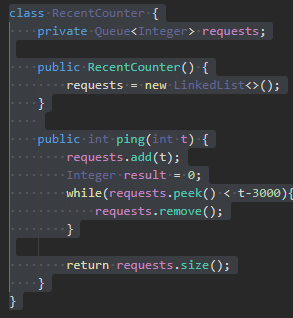 class RecentCounter {
    private Queue<Integer> requests;

    public RecentCounter() {
        requests = new LinkedList<>();
    }

    public int ping(int t) {
        requests.add(t);
        Integer result = 0;
        while(requests.peek() < t-3000){
            requests.remove();
        }

        return requests.size();
    }
}